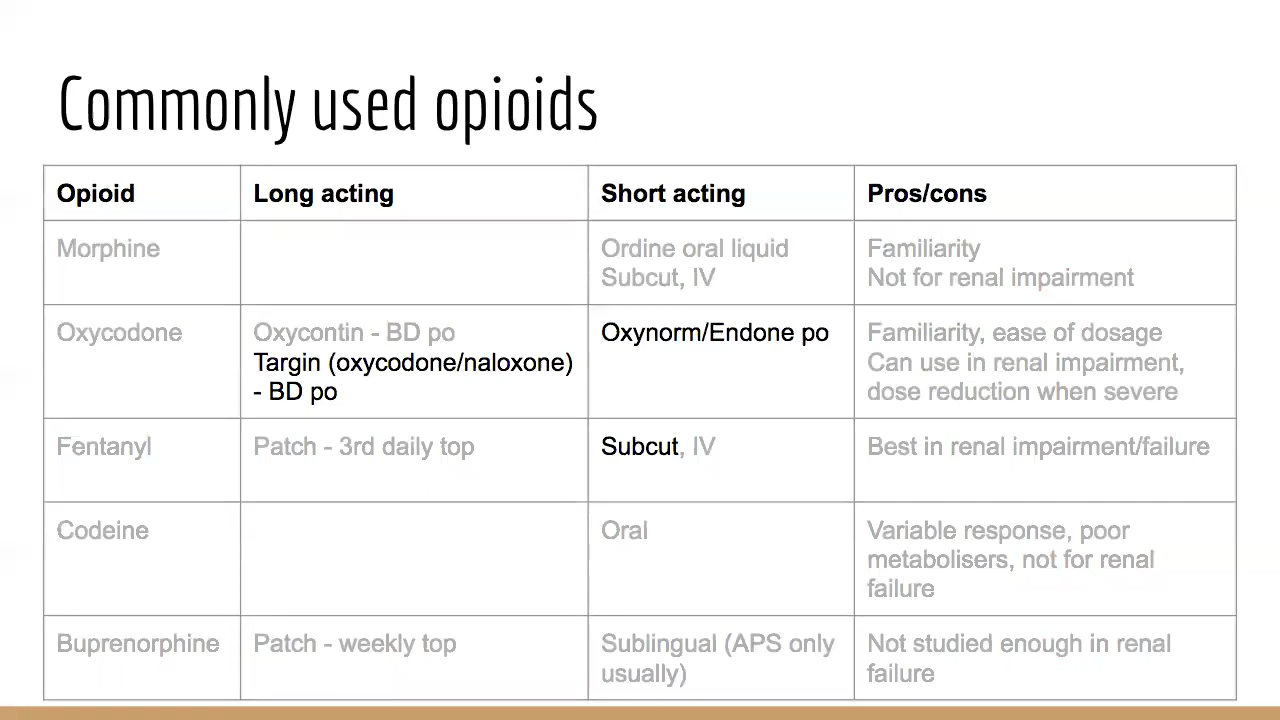 Commonly used opioids
Opioid
Long acting
Short acting
Pros/cons
Morphine
Ordine oral liquid
Subcut, IV
Familiarity
Not for renal impairment
Oxycodone
Oxycontin - BD po
Targin (oxycodone/naloxone)
- BD po
Oxynorm/Endone po
Familiarity, ease of dosage
Can use in renal impairment,
dose reduction when severe
Fentanyl
Patch - 3rd daily top
Subcut, IV
Best in renal impairment/failure
Codeine
Oral
Variable response, poor
metabolisers, not for renal
failure
Buprenorphine
Patch - weekly top
Sublingual (APS only
usually)
Not studied enough in renal
failure